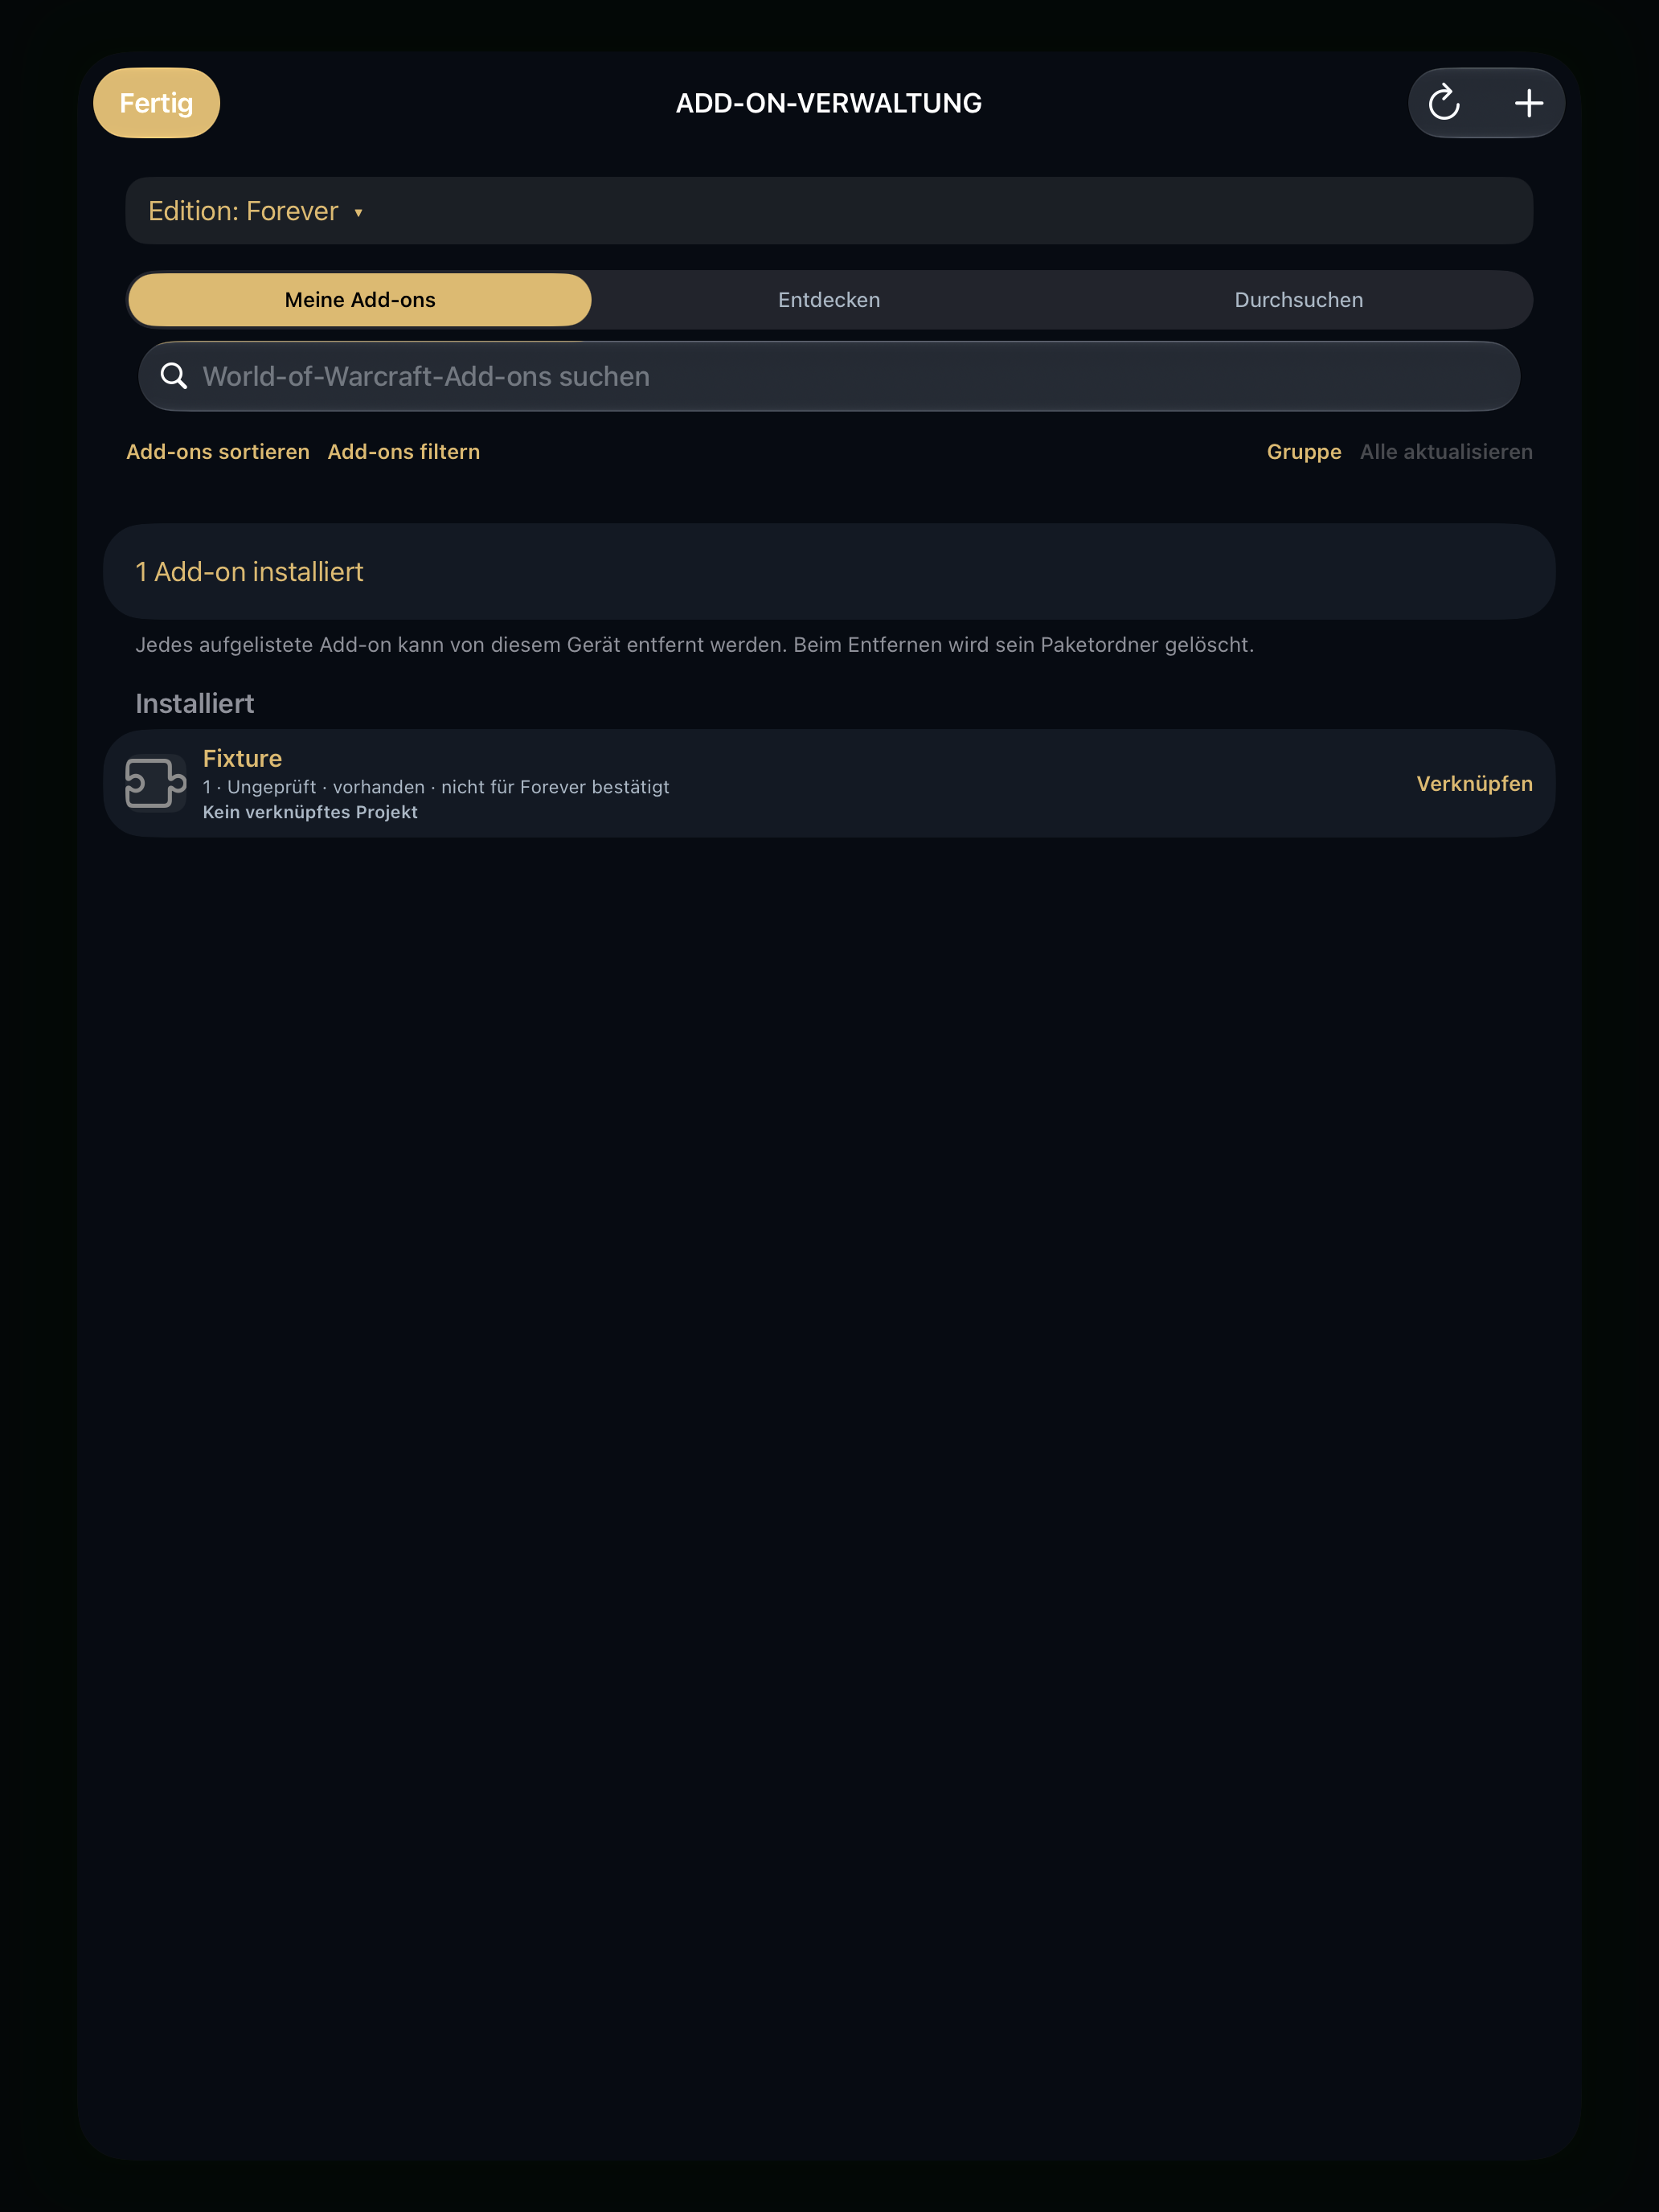 Fertig
ADD-ON-VERWALTUNG
Edition: Forever ▾
Meine Add-ons
Entdecken
Durchsuchen
World-of-Warcraft-Add-ons suchen
Add-ons sortieren
Add-ons filtern
Gruppe
Alle aktualisieren
1 Add-on installiert
Jedes aufgelistete Add-on kann von diesem Gerät entfernt werden. Beim Entfernen wird sein Paketordner gelöscht.
Installiert
Fixture
1 · Ungeprüft · vorhanden · nicht für Forever bestätigt
Kein verknüpftes Projekt
Verknüpfen